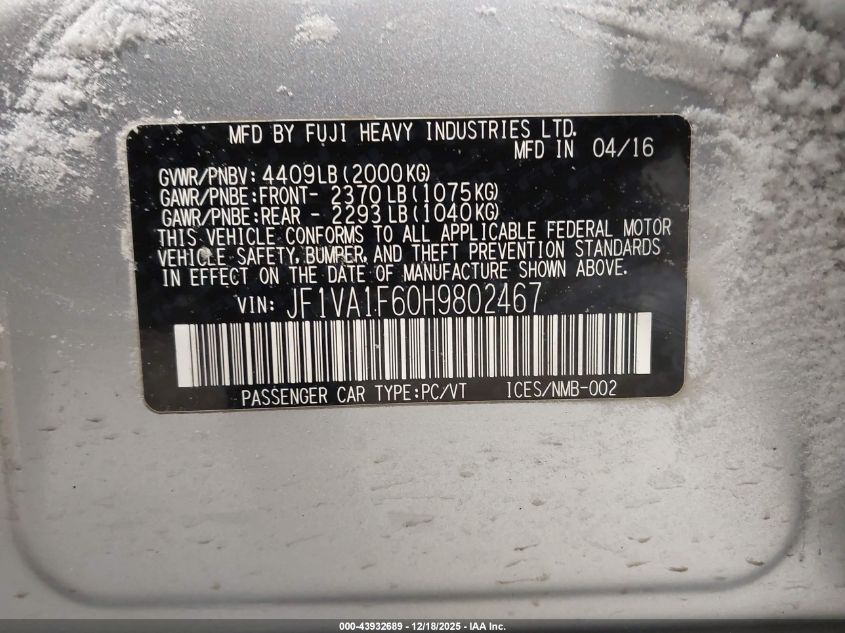 MFD BY FUJI HEAVY INDUSTRIES LTD.
MFD IN 04/16
GVWR/PNBV: 4409LB(2000KG)
GAWR/PNBE:FRONT- 2370LB(1075KG)
GAWR/PNBE:REAR - 2293LB(1040KG)
THIS VEHICLE CONFORMS TO ALL APPLICABLE FEDERAL MOTOR
VEHICLE SAFETY, BUMPER, AND THEFT PREVENTION STANDARDS
IN EFFECT ON THE DATE OF MANUFACTURE SHOWN ABOVE.
VIN: JF1VA1F60H9802467
PASSENGER CAR TYPE:PC/VT ICES/NMB-002
000-43932689 - 12/18/2025 - IAA Inc.